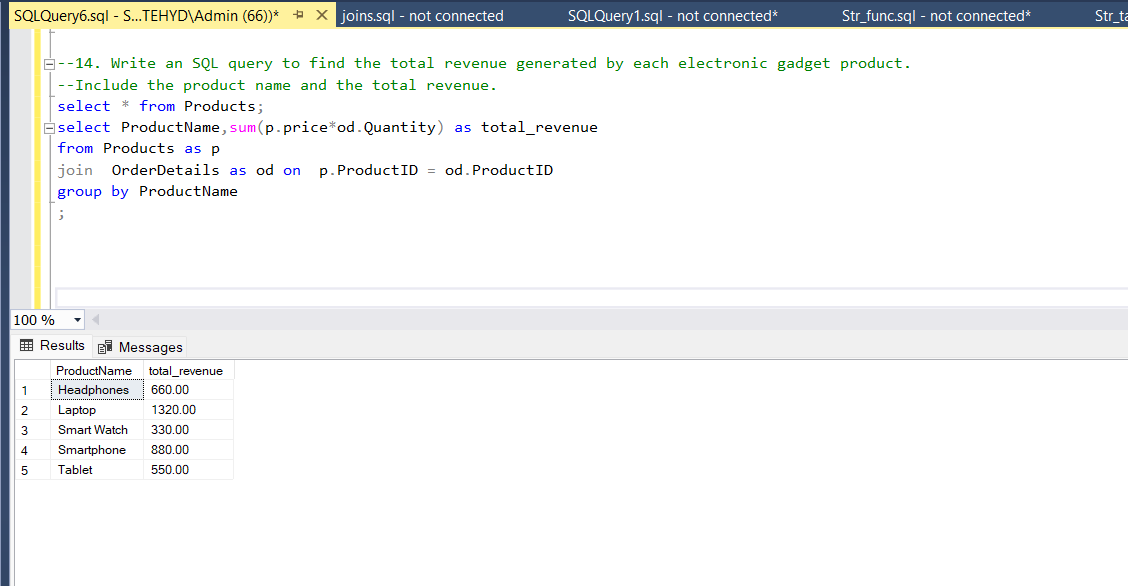 SQLQuery6.sql - S...TEHYD\Admin (66))* joins.sql - not connected SQLQuery1.sql - not connected* Str_func.sql - not connected*
--14. Write an SQL query to find the total revenue generated by each electronic gadget product.
--Include the product name and the total revenue.
select * from Products;
select ProductName,sum(p.price*od.Quantity) as total_revenue
from Products as p
join  OrderDetails as od on  p.ProductID = od.ProductID
group by ProductName
;
100 %
Results Messages
ProductName total_revenue
1 Headphones 660.00
2 Laptop 1320.00
3 Smart Watch 330.00
4 Smartphone 880.00
5 Tablet 550.00